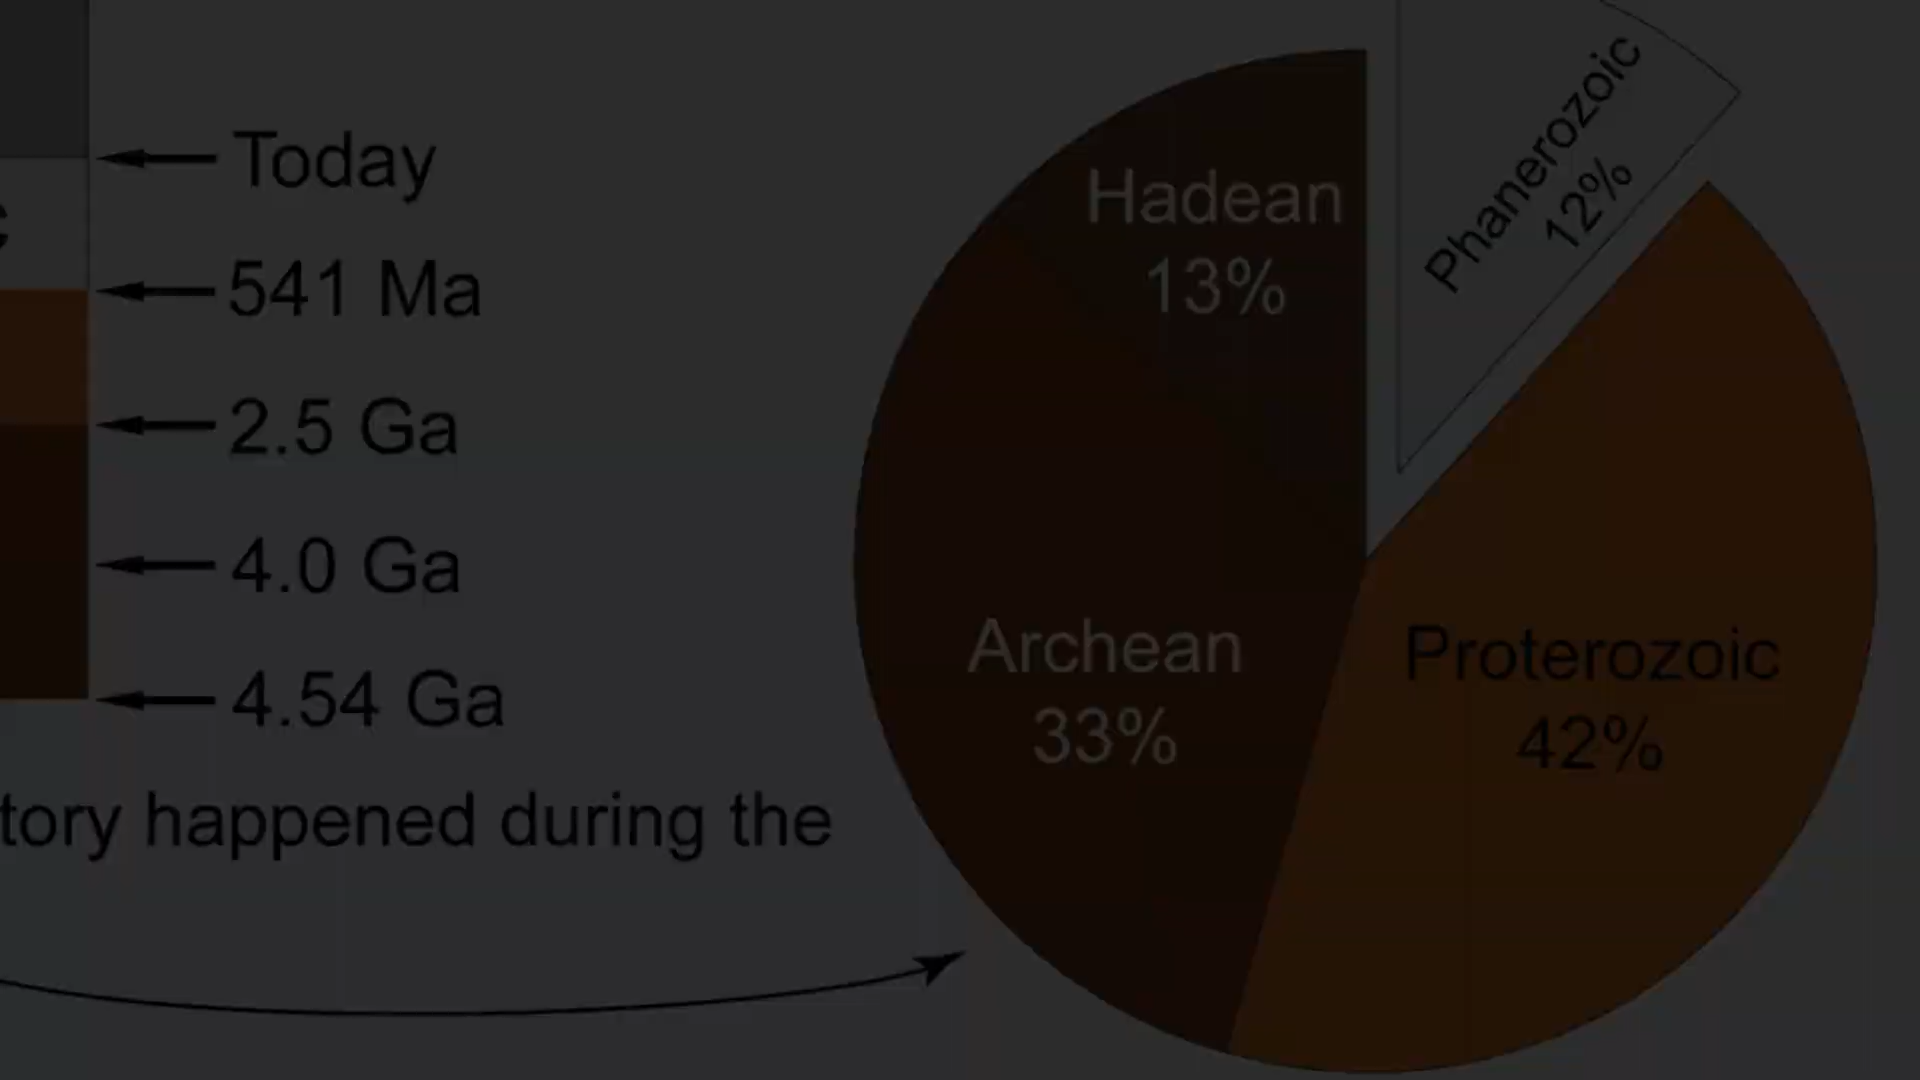 Today
541 Ma
2.5 Ga
4.0 Ga
4.54 Ga
happened during the
Hadean
13%
Phanerozoic
12%
Archean
33%
Proterozoic
42%